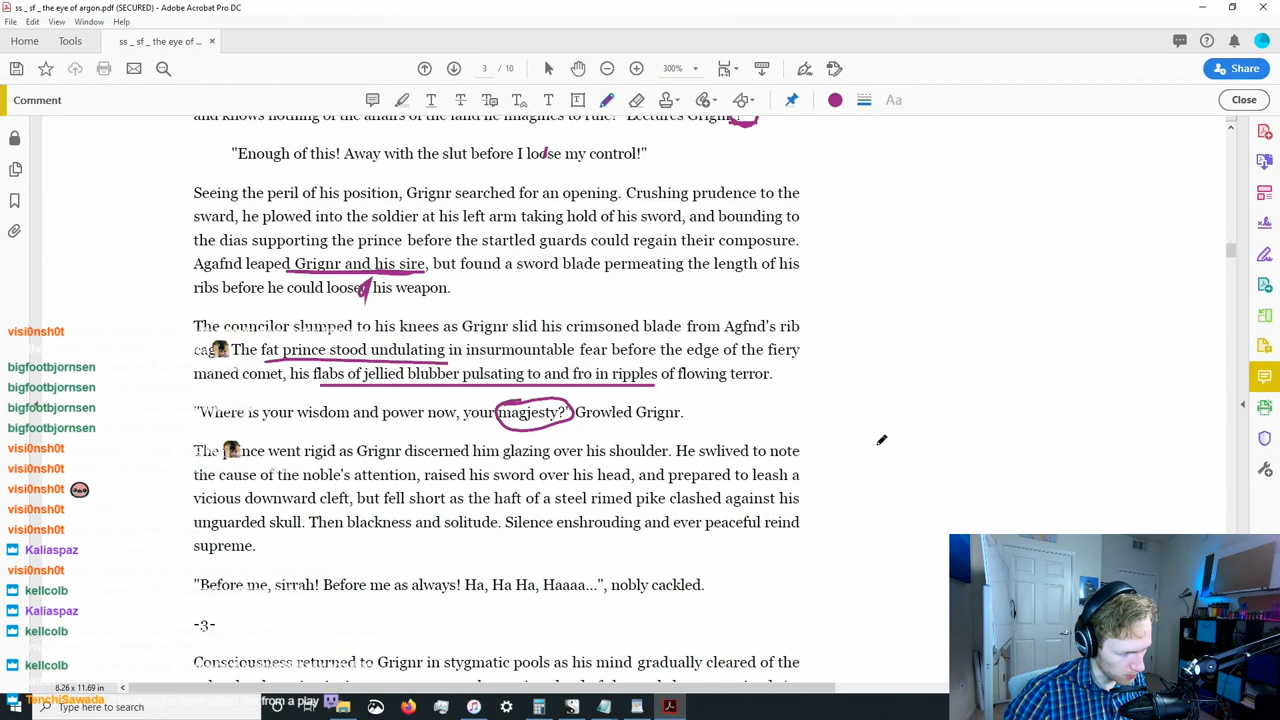 ss _ sf _ the eye of argon.pdf (SECURED) - Adobe Acrobat Pro DC
File Edit View Window Help
Home Tools ss _ sf _ the eye of ar... ×
3 / 10 300% Share
Comment Aa Close
and knows nothing of the affairs of the land he imagines to rule!" Lectures Grignr
"Enough of this! Away with the slut before I loose my control!"
Seeing the peril of his position, Grignr searched for an opening. Crushing prudence to the
sward, he plowed into the soldier at his left arm taking hold of his sword, and bounding to
the dias supporting the prince before the startled guards could regain their composure.
Agafnd leaped Grignr and his sire, but found a sword blade permeating the length of his
ribs before he could loosed his weapon.
The councilor slumped to his knees as Grignr slid his crimsoned blade from Agfnd's rib
The fat prince stood undulating in insurmountable fear before the edge of the fiery
maned comet, his flabs of jellied blubber pulsating to and fro in ripples of flowing terror.
"Where is your wisdom and power now, your magjesty?" Growled Grignr.
The prince went rigid as Grignr discerned him glazing over his shoulder. He swlived to note
the cause of the noble's attention, raised his sword over his head, and prepared to leash a
vicious downward cleft, but fell short as the haft of a steel rimed pike clashed against his
unguarded skull. Then blackness and solitude. Silence enshrouding and ever peaceful reind
supreme.
"Before me, sirrah! Before me as always! Ha, Ha Ha, Haaaa...", nobly cackled.
-3-
Consciousness returned to Grignr in stygmatic pools as his mind gradually cleared of the
visi0nsh0t
bigfootbjornsen
bigfootbjornsen
bigfootbjornsen
bigfootbjornsen
visi0nsh0t
visi0nsh0t
visi0nsh0t
visi0nsh0t
visi0nsh0t
Kaliaspaz
visi0nsh0t
kellcolb
Kaliaspaz
kellcolb
kellcolb
TenchiSawada from a play
8.26 x 11.69 in
Type here to search